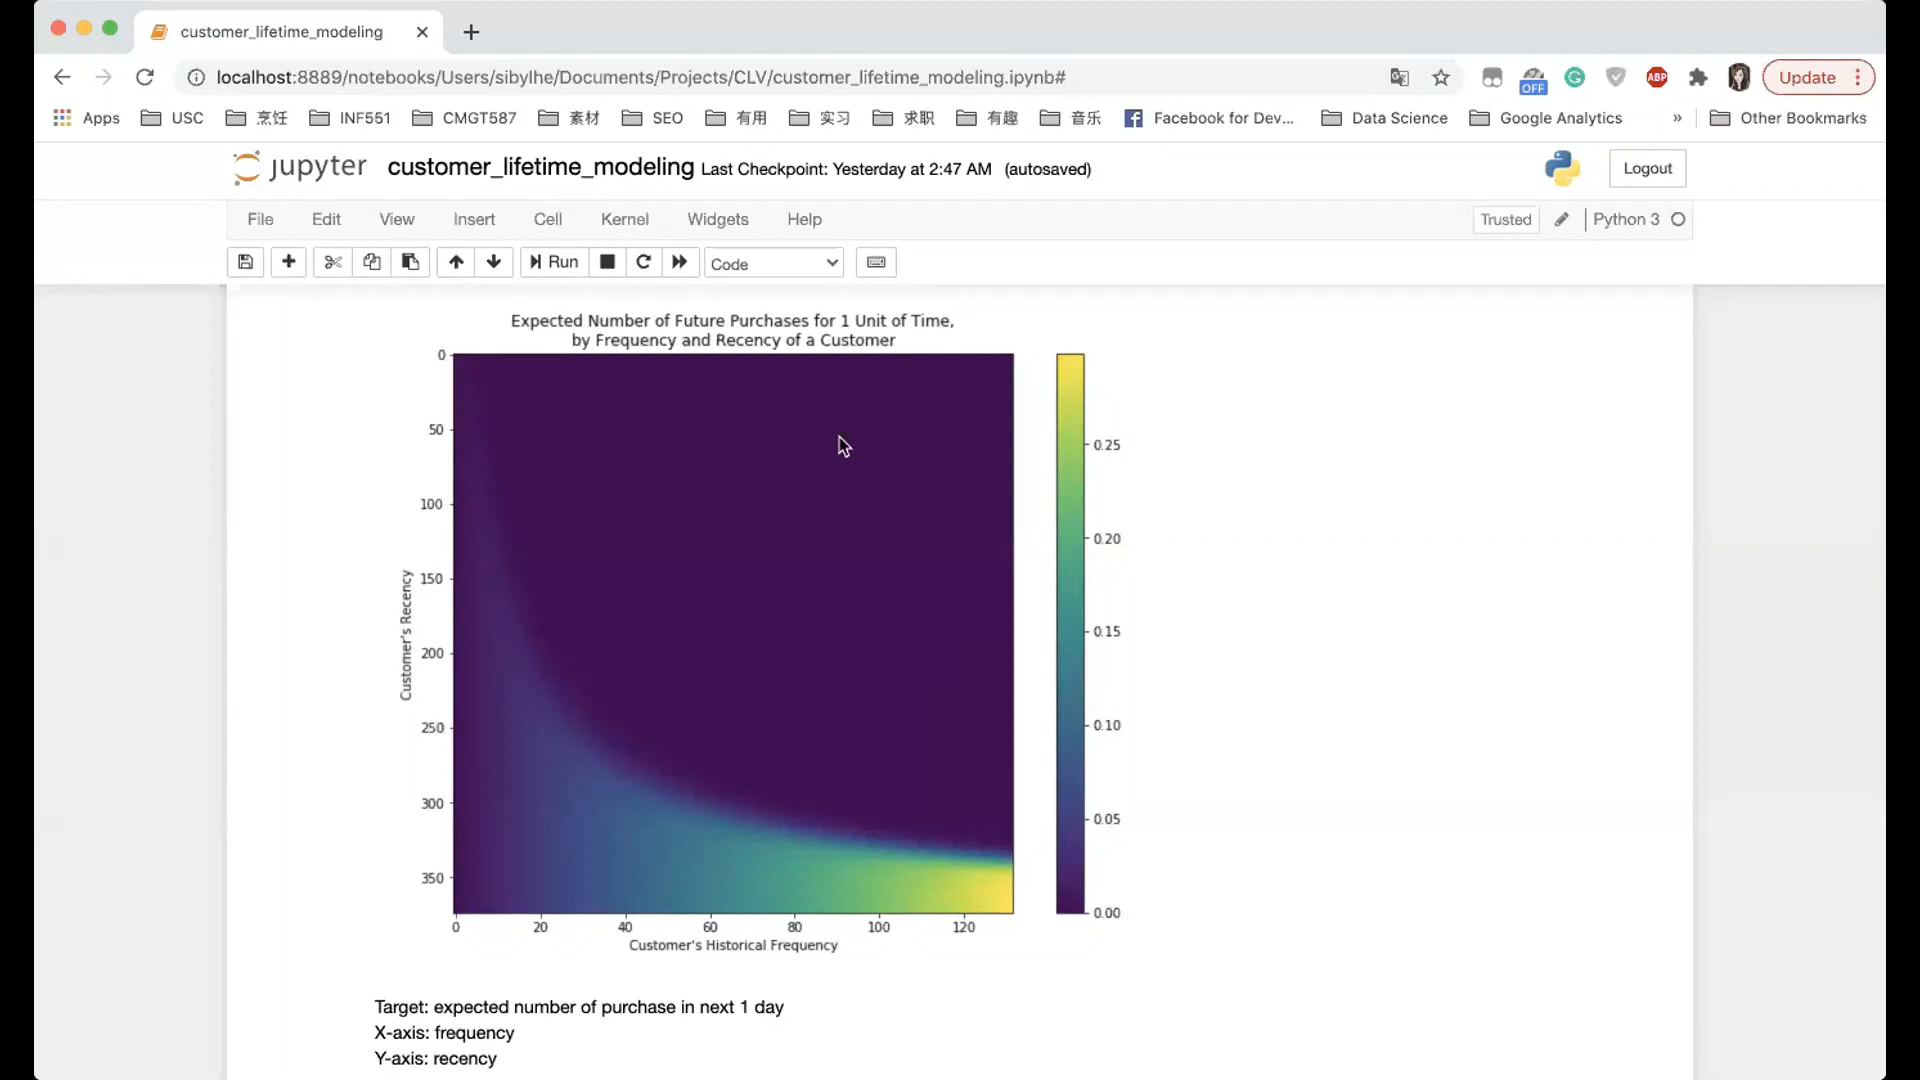 customer_lifetime_modeling
localhost:8889/notebooks/Users/sibylhe/Documents/Projects/CLV/customer_lifetime_modeling.ipynb#
OFF
ABP
Update
Apps USC 烹饪 INF551 CMGT587 素材 SEO 有用 实习 求职 有趣 音乐 Facebook for Dev... Data Science Google Analytics » Other Bookmarks
jupyter customer_lifetime_modeling Last Checkpoint: Yesterday at 2:47 AM (autosaved)
Logout
File Edit View Insert Cell Kernel Widgets Help
Trusted Python 3
Run Code
Expected Number of Future Purchases for 1 Unit of Time,
by Frequency and Recency of a Customer
0
50
100
150
200
250
300
350
Customer's Recency
0 20 40 60 80 100 120
Customer's Historical Frequency
0.25
0.20
0.15
0.10
0.05
0.00
Target: expected number of purchase in next 1 day
X-axis: frequency
Y-axis: recency